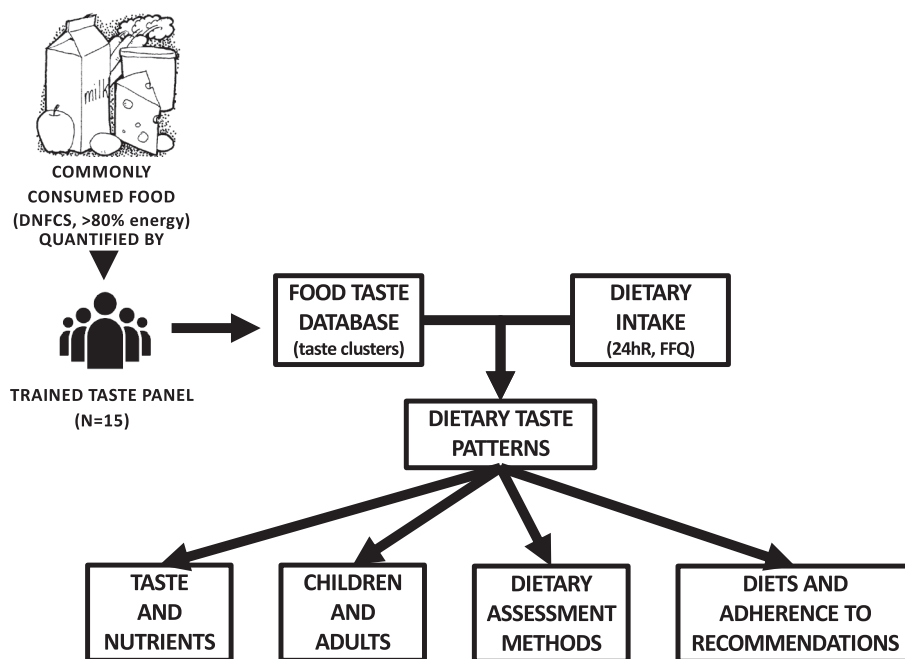 milk
COMMONLY
CONSUMED FOOD
(DNFCS, >80% energy)
QUANTIFIED BY
TRAINED TASTE PANEL
(N=15)
FOOD TASTE
DATABASE
(taste clusters)
DIETARY
INTAKE
(24hR, FFQ)
DIETARY TASTE
PATTERNS
TASTE
AND
NUTRIENTS
CHILDREN
AND
ADULTS
DIETARY
ASSESSMENT
METHODS
DIETS AND
ADHERENCE TO
RECOMMENDATIONS